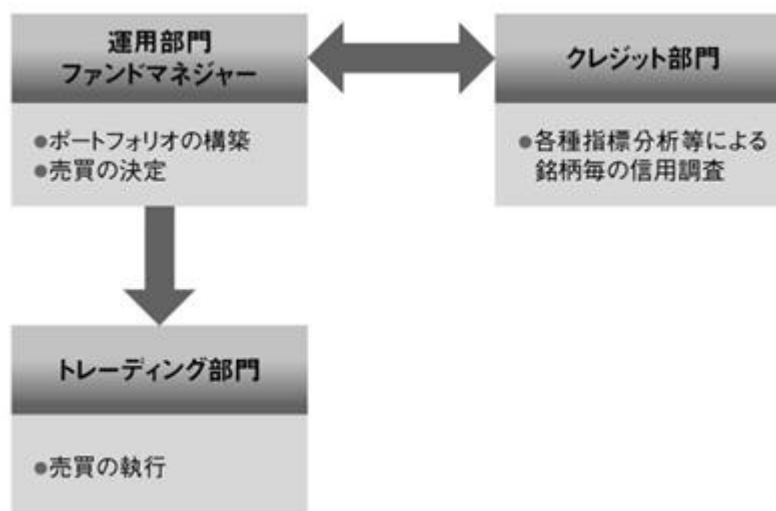 運用部門
ファンドマネジャー
●ポートフォリオの構築
●売買の決定
クレジット部門
●各種指標分析等による
銘柄毎の信用調査
トレーディング部門
●売買の執行